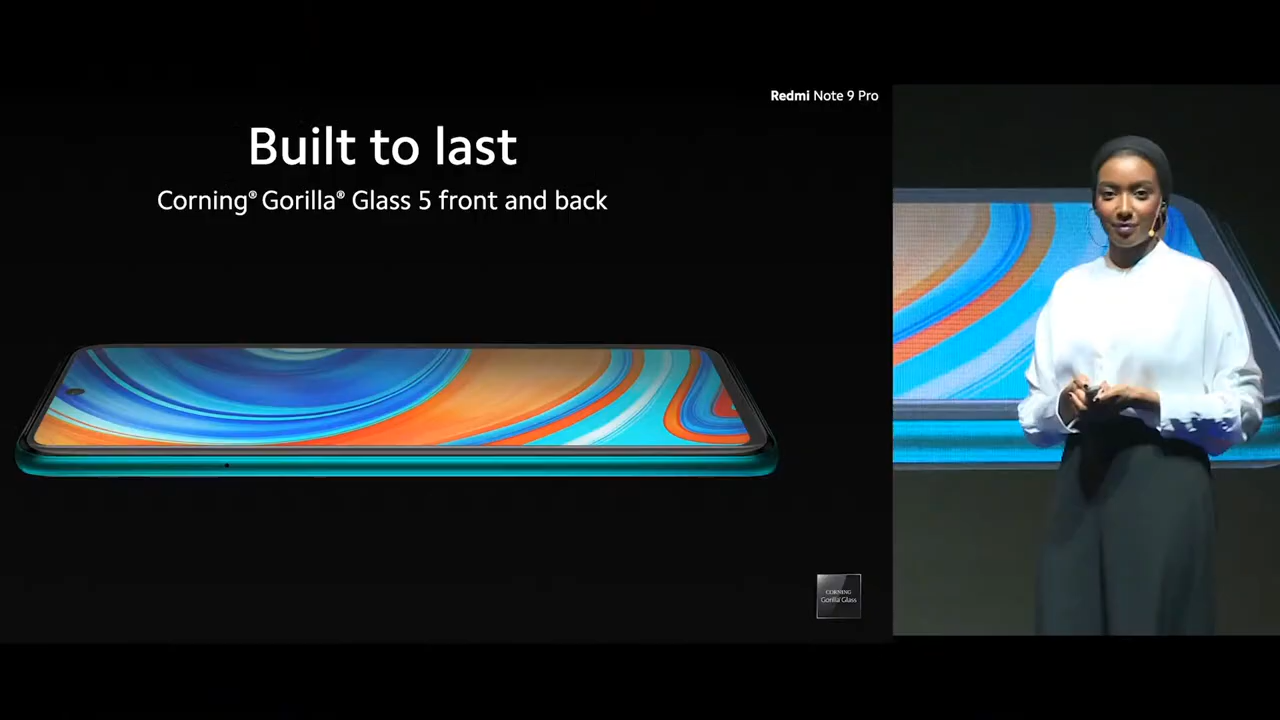 Redmi Note 9 Pro
Built to last
Corning® Gorilla® Glass 5 front and back
CORNING
Gorilla Glass